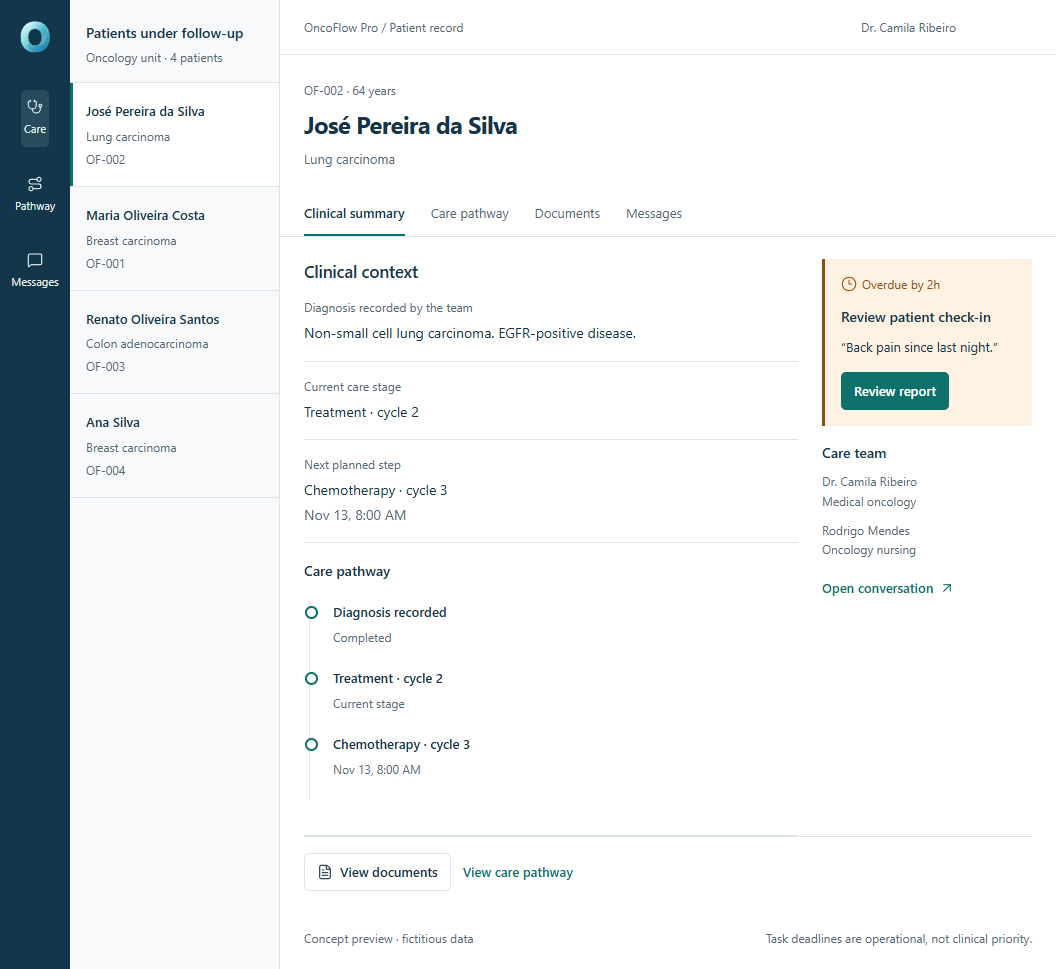 Care
Pathway
Messages
Patients under follow-up
Oncology unit · 4 patients
José Pereira da Silva
Lung carcinoma
OF-002
Maria Oliveira Costa
Breast carcinoma
OF-001
Renato Oliveira Santos
Colon adenocarcinoma
OF-003
Ana Silva
Breast carcinoma
OF-004
OncoFlow Pro / Patient record
Dr. Camila Ribeiro
OF-002 · 64 years
José Pereira da Silva
Lung carcinoma
Clinical summary
Care pathway
Documents
Messages
Clinical context
Diagnosis recorded by the team
Non-small cell lung carcinoma. EGFR-positive disease.
Current care stage
Treatment · cycle 2
Next planned step
Chemotherapy · cycle 3
Nov 13, 8:00 AM
Care pathway
Diagnosis recorded
Completed
Treatment · cycle 2
Current stage
Chemotherapy · cycle 3
Nov 13, 8:00 AM
Overdue by 2h
Review patient check-in
“Back pain since last night.”
Review report
Care team
Dr. Camila Ribeiro
Medical oncology
Rodrigo Mendes
Oncology nursing
Open conversation
View documents
View care pathway
Concept preview · fictitious data
Task deadlines are operational, not clinical priority.